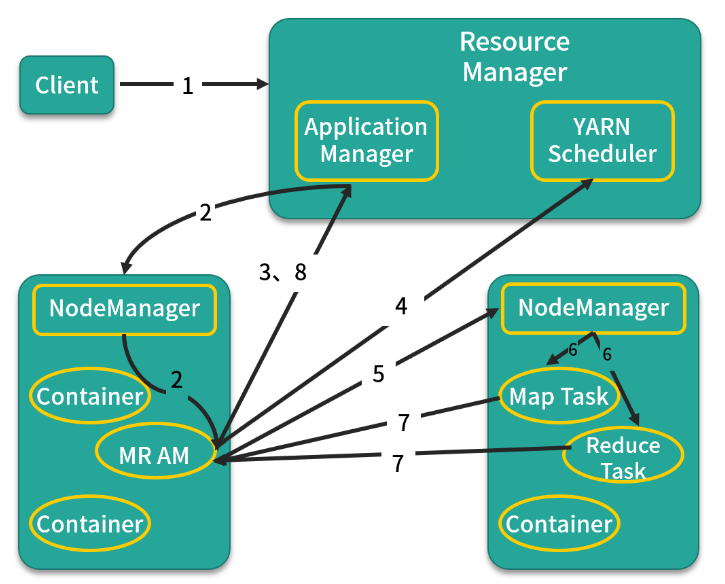 Resource
Manager
Client
1
Application
Manager
YARN
Scheduler
2
3、8
4
NodeManager
NodeManager
5
6
6
2
Container
Map Task
7
MR AM
Reduce
Task
7
Container
Container